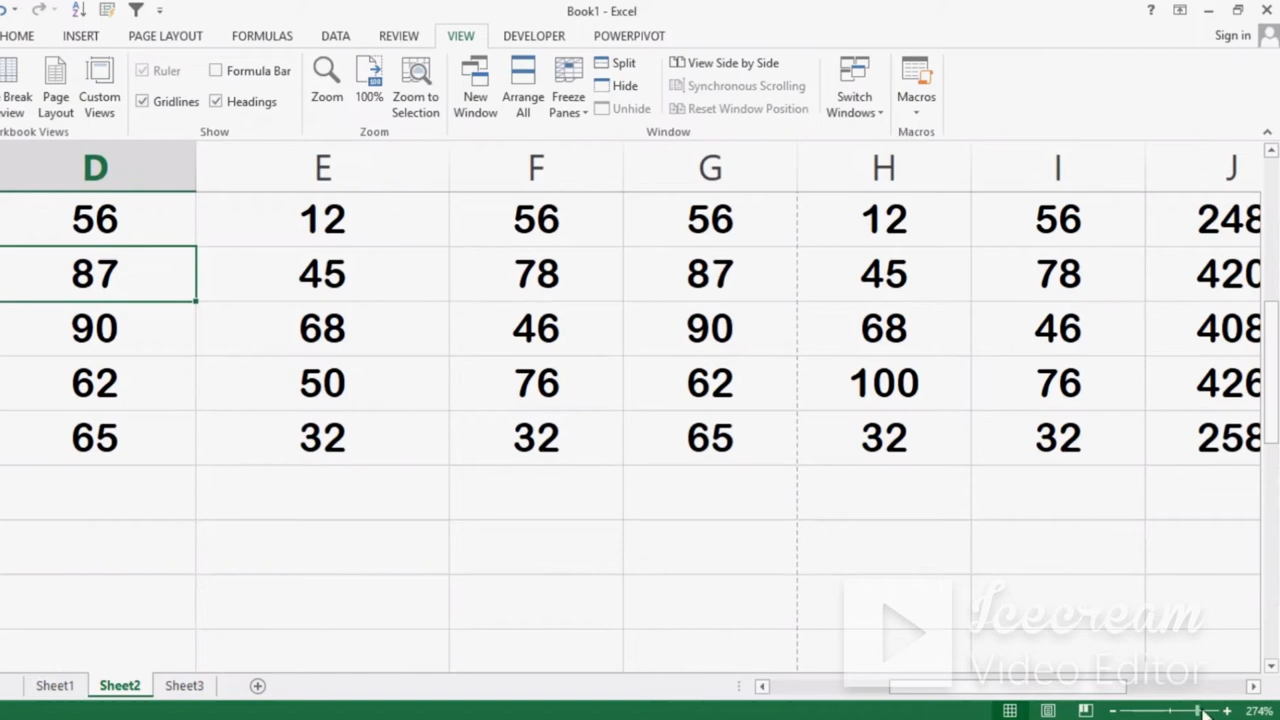 Book1 - Excel
?
HOME INSERT PAGE LAYOUT FORMULAS DATA REVIEW VIEW DEVELOPER POWERPIVOT Sign in
Break
Page Layout
Custom Views
Ruler
Formula Bar
Gridlines
Headings
Zoom
100%
Zoom to Selection
New Window
Arrange All
Freeze Panes
Split
Hide
Unhide
View Side by Side
Synchronous Scrolling
Reset Window Position
Switch Windows
Macros
Views Show Zoom Window Macros
D E F G H I J
56 12 56 56 12 56 248
87 45 78 87 45 78 420
90 68 46 90 68 46 408
62 50 76 62 100 76 426
65 32 32 65 32 32 258
Icecream
Video Editor
Sheet1 Sheet2 Sheet3
274%